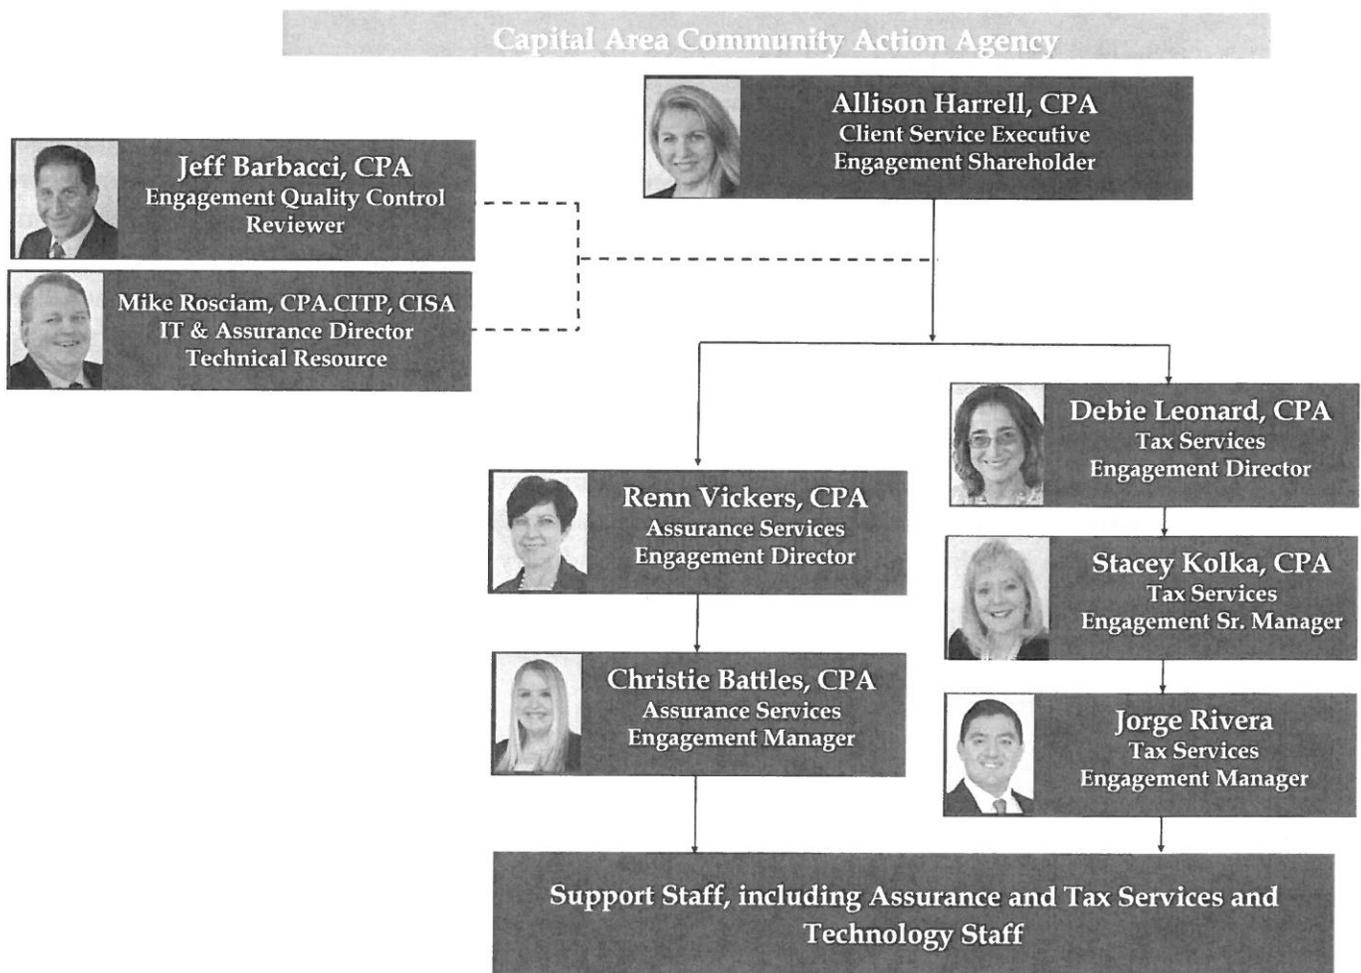 Capital Area Community Action Agency
Allison Harrell, CPA
Client Service Executive
Engagement Shareholder
Jeff Barbacci, CPA
Engagement Quality Control
Reviewer
Mike Rosciam, CPA.CITP, CISA
IT & Assurance Director
Technical Resource
Debie Leonard, CPA
Tax Services
Engagement Director
Renn Vickers, CPA
Assurance Services
Engagement Director
Stacey Kolka, CPA
Tax Services
Engagement Sr. Manager
Christie Battles, CPA
Assurance Services
Engagement Manager
Jorge Rivera
Tax Services
Engagement Manager
Support Staff, including Assurance and Tax Services and
Technology Staff